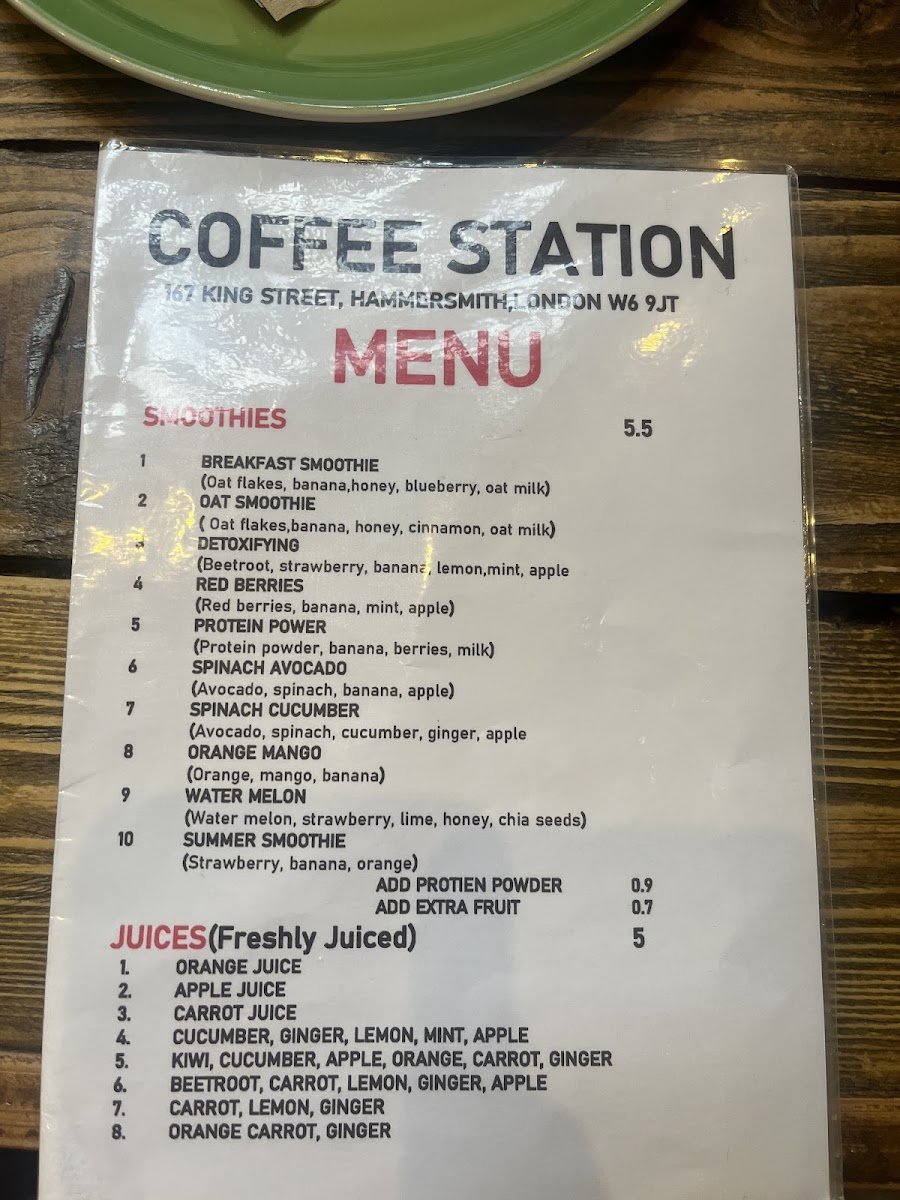 COFFEE STATION
167 KING STREET, HAMMERSMITH,LONDON W6 9JT
MENU
SMOOTHIES 5.5
1 BREAKFAST SMOOTHIE
(Oat flakes, banana,honey, blueberry, oat milk)
2 OAT SMOOTHIE
( Oat flakes,banana, honey, cinnamon, oat milk)
3 DETOXIFYING
(Beetroot, strawberry, banana, lemon,mint, apple
4 RED BERRIES
(Red berries, banana, mint, apple)
5 PROTEIN POWER
(Protein powder, banana, berries, milk)
6 SPINACH AVOCADO
(Avocado, spinach, banana, apple)
7 SPINACH CUCUMBER
(Avocado, spinach, cucumber, ginger, apple
8 ORANGE MANGO
(Orange, mango, banana)
9 WATER MELON
(Water melon, strawberry, lime, honey, chia seeds)
10 SUMMER SMOOTHIE
(Strawberry, banana, orange)
ADD PROTIEN POWDER 0.9
ADD EXTRA FRUIT 0.7
JUICES(Freshly Juiced) 5
1. ORANGE JUICE
2. APPLE JUICE
3. CARROT JUICE
4. CUCUMBER, GINGER, LEMON, MINT, APPLE
5. KIWI, CUCUMBER, APPLE, ORANGE, CARROT, GINGER
6. BEETROOT, CARROT, LEMON, GINGER, APPLE
7. CARROT, LEMON, GINGER
8. ORANGE CARROT, GINGER